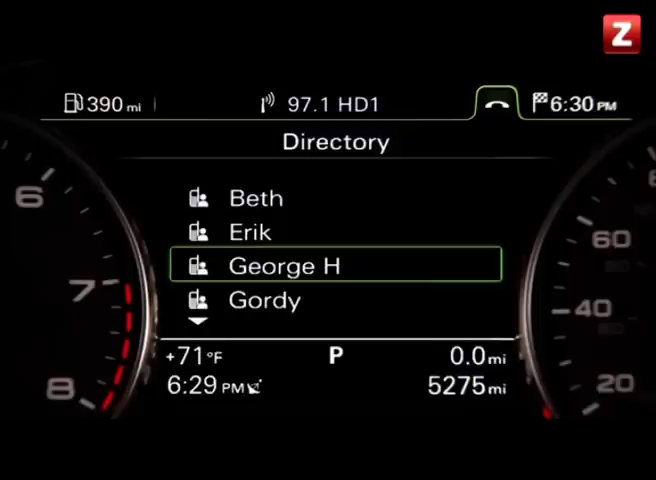 Z
390 mi 97.1 HD1 6:30 PM
Directory
Beth
6 Erik 60
George H
7 Gordy 40
+71°F P 0.0 mi
8 6:29 PM 5275 mi 20